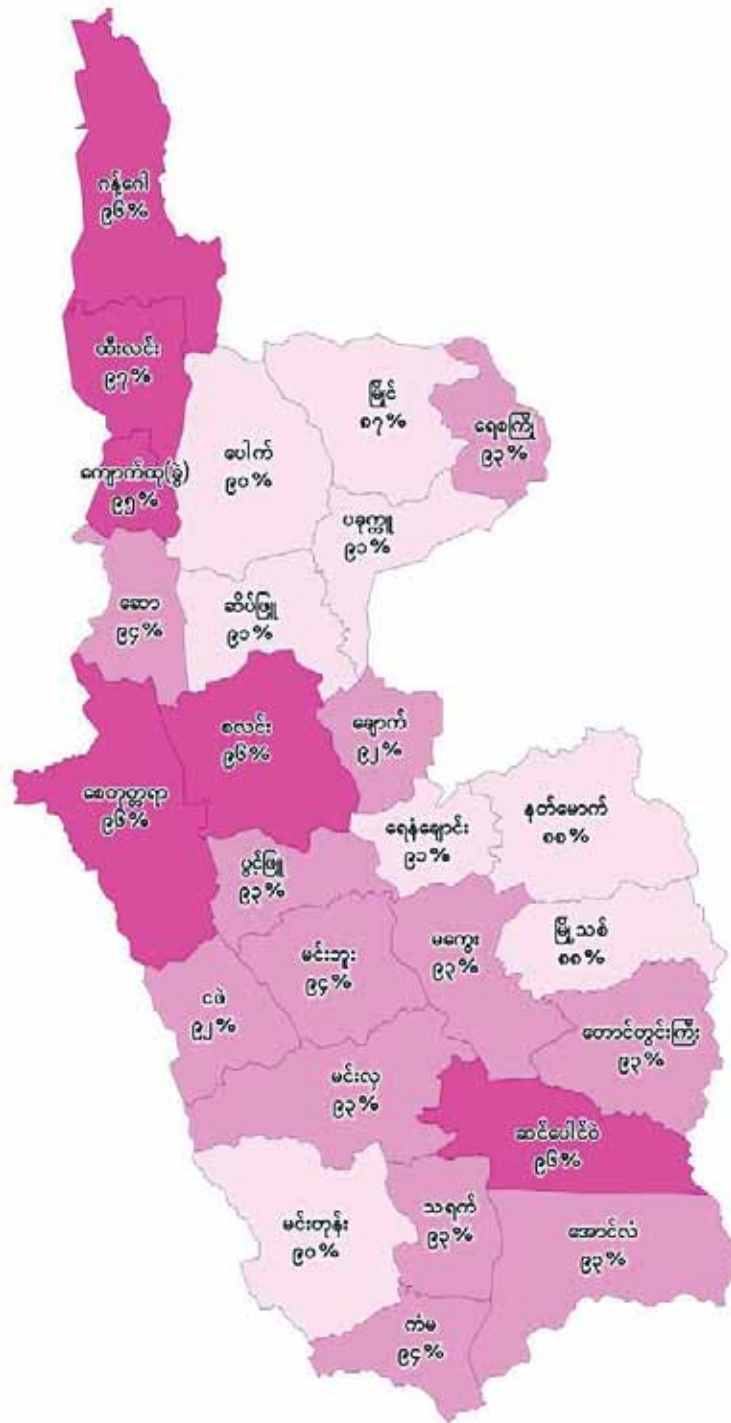 ဂန့်ဂေါ
၉၆%
ထီးလင်း
၉၇%
မြိုင်
၈၇%
ရေစကြို
၉၃%
ပေါက်
၉၀%
ကျောက်ထု(ခွဲ)
၉၅%
ပခုက္ကူ
၉၁%
ဆော
၉၄%
ဆိပ်ဖြူ
၉၁%
စလင်း
၉၆%
ချောက်
၉၂%
စေတုတ္တရာ
၉၆%
နတ်မောက်
၈၈%
ရေနံချောင်း
၉၁%
ပွင့်ဖြူ
၉၃%
မြို့သစ်
၈၈%
မကွေး
၉၃%
မင်းဘူး
၉၄%
ငဖဲ
၉၂%
တောင်တွင်းကြီး
၉၃%
မင်းလှ
၉၃%
ဆင်ပေါင်ဝဲ
၉၆%
မင်းတုန်း
၉၀%
သရက်
၉၃%
အောင်လံ
၉၃%
ကံမ
၉၄%